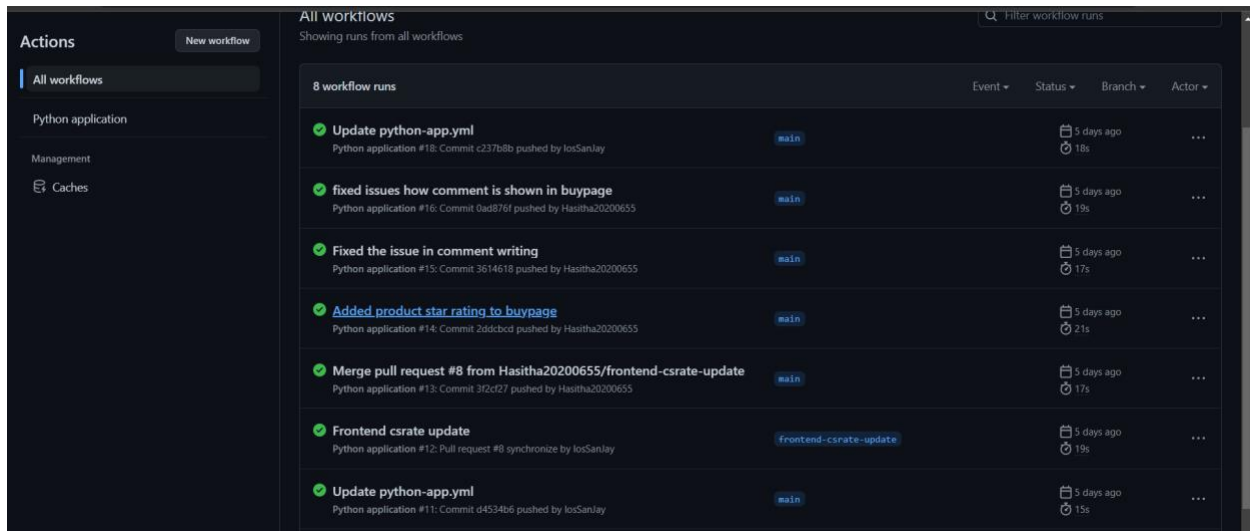 Actions
New workflow
All workflows
Python application
Management
Caches
All workflows
Showing runs from all workflows
Filter workflow runs
8 workflow runs
Event
Status
Branch
Actor
Update python-app.yml
Python application #18: Commit c237b8b pushed by IosSanJay
main
5 days ago
18s
fixed issues how comment is shown in buypage
Python application #16: Commit 0ad876f pushed by Hasitha20200655
main
5 days ago
19s
Fixed the issue in comment writing
Python application #15: Commit 3614618 pushed by Hasitha20200655
main
5 days ago
17s
Added product star rating to buypage
Python application #14: Commit 2ddcbcd pushed by Hasitha20200655
main
5 days ago
21s
Merge pull request #8 from Hasitha20200655/frontend-csrate-update
Python application #13: Commit 3f2cf27 pushed by Hasitha20200655
main
5 days ago
17s
Frontend csrate update
Python application #12: Pull request #8 synchronize by IosSanJay
frontend-csrate-update
5 days ago
19s
Update python-app.yml
Python application #11: Commit d4534b6 pushed by IosSanJay
main
5 days ago
15s